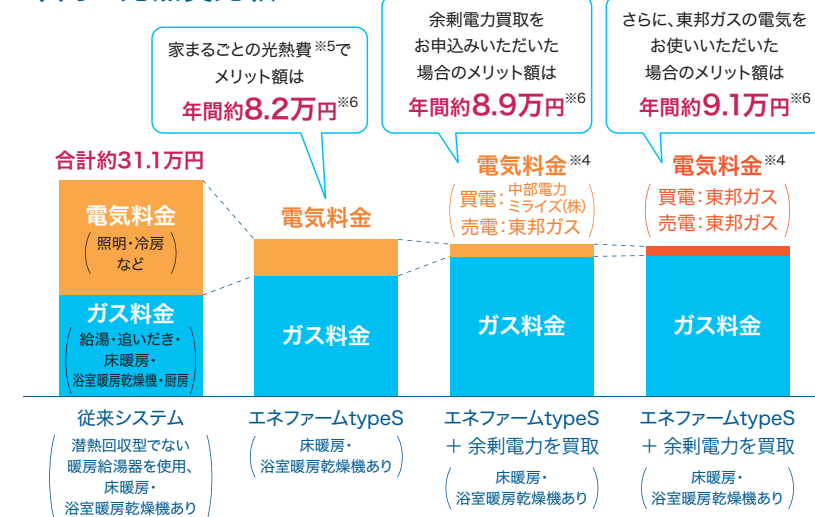 家まるごとの光熱費※5で
メリット額は
年間約8.2万円※6
余剰電力買取を
お申込みいただいた
場合のメリット額は
年間約8.9万円※6
さらに、東邦ガスの電気を
お使いいただいた
場合のメリット額は
年間約9.1万円※6
合計約31.1万円
電気料金
(照明・冷房
など)
ガス料金
(給湯・追いだき・
床暖房・
浴室暖房乾燥機・厨房)
電気料金
ガス料金
電気料金※4
(買電:中部電力
ミライズ(株)
売電:東邦ガス)
ガス料金
電気料金※4
(買電:東邦ガス
売電:東邦ガス)
ガス料金
従来システム
(潜熱回収型でない
暖房給湯器を使用、
床暖房・
浴室暖房乾燥機あり)
エネファームtypeS
(床暖房・
浴室暖房乾燥機あり)
エネファームtypeS
+ 余剰電力を買取
(床暖房・
浴室暖房乾燥機あり)
エネファームtypeS
+ 余剰電力を買取
(床暖房・
浴室暖房乾燥機あり)